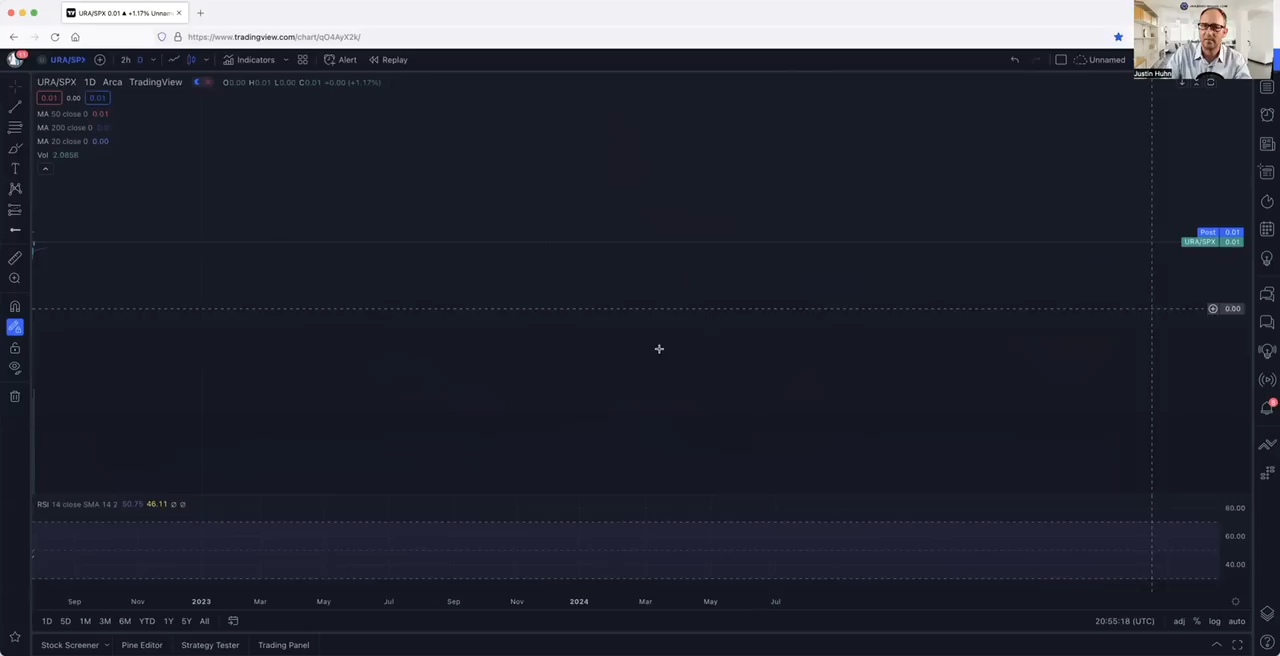 URA/SPX 0.01 ▲ +1.17% Unnam
https://www.tradingview.com/chart/qO4AyX2k/
Justin Huhn
URA/SPX 2h D Indicators Alert Replay Unnamed
URA/SPX 1D Arca TradingView O0.00 H0.01 L0.00 C0.01 +0.00 (+1.17%)
0.01 0.00 0.01
MA 50 close 0 0.01
MA 200 close 0
MA 20 close 0 0.00
Vol 2.0856
Post 0.01
URA/SPX 0.01
0.00
RSI 14 close SMA 14 2 50.75 46.11 Ø Ø
80.00
60.00
40.00
Sep Nov 2023 Mar May Jul Sep Nov 2024 Mar May Jul
1D 5D 1M 3M 6M YTD 1Y 5Y All 20:55:18 (UTC) adj % log auto
Stock Screener Pine Editor Strategy Tester Trading Panel